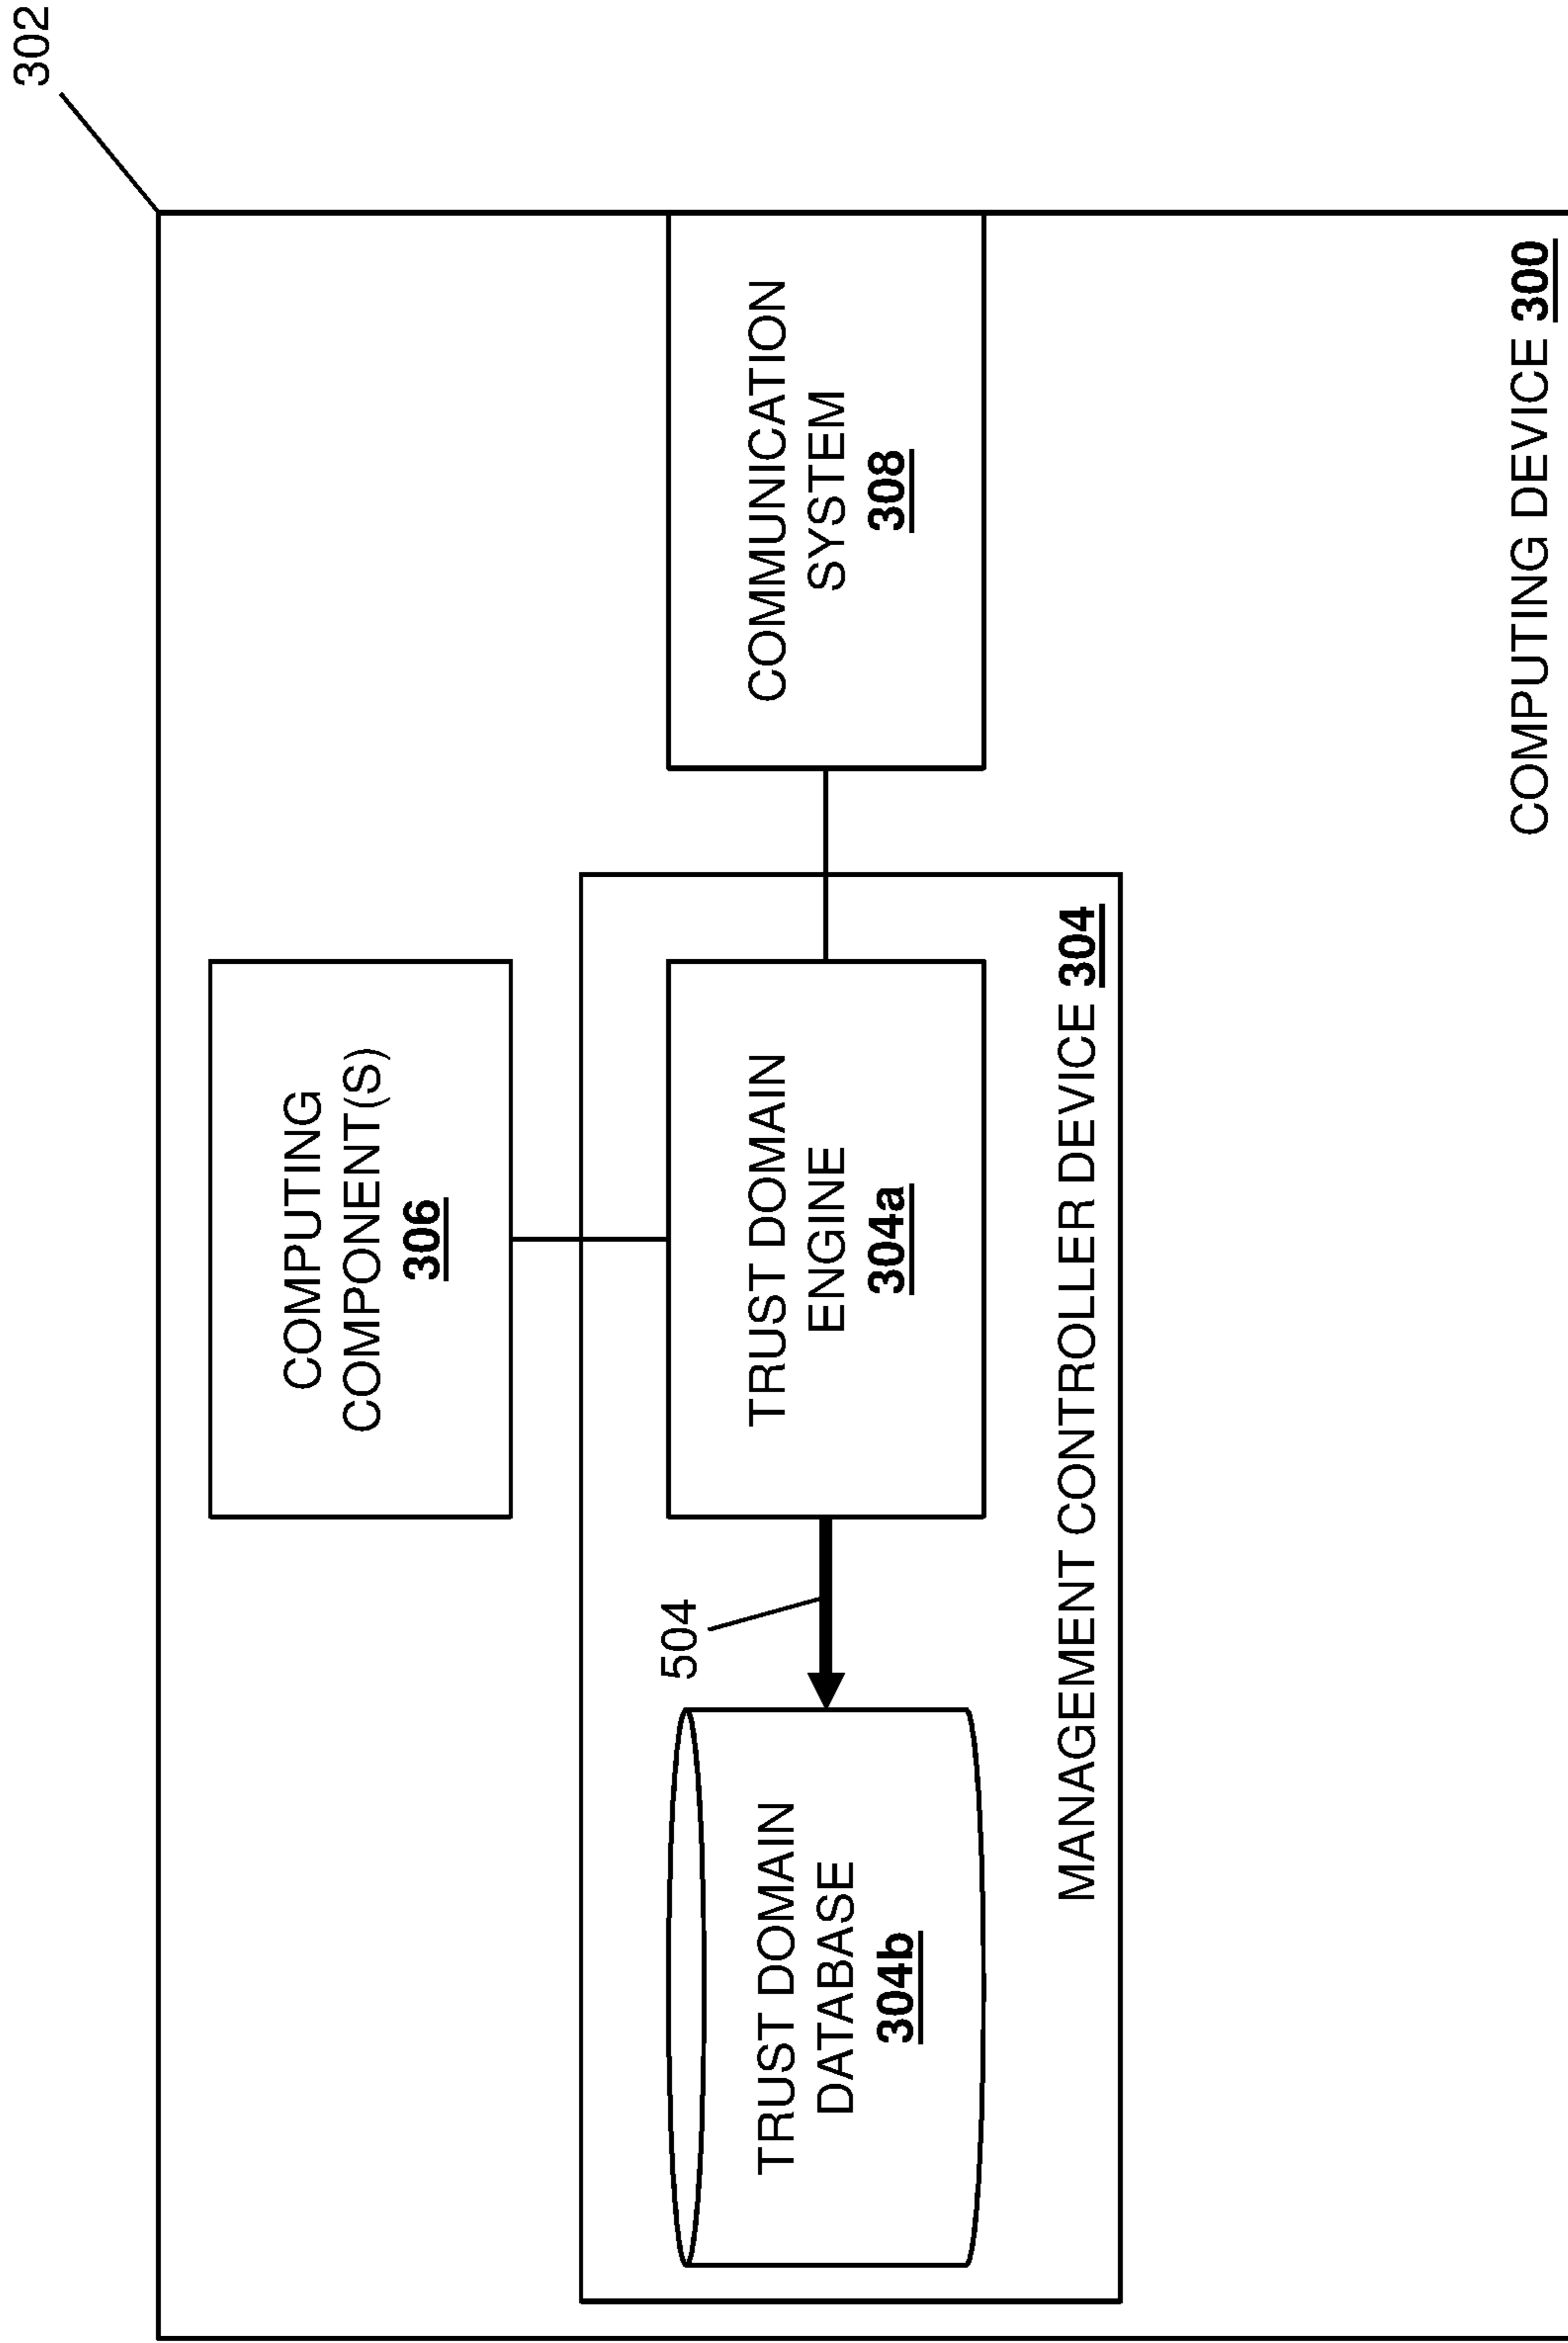 302
COMPUTING
COMPONENT(S)
306
504
TRUST DOMAIN
DATABASE
304b
TRUST DOMAIN
ENGINE
304a
COMMUNICATION
SYSTEM
308
MANAGEMENT CONTROLLER DEVICE 304
COMPUTING DEVICE 300